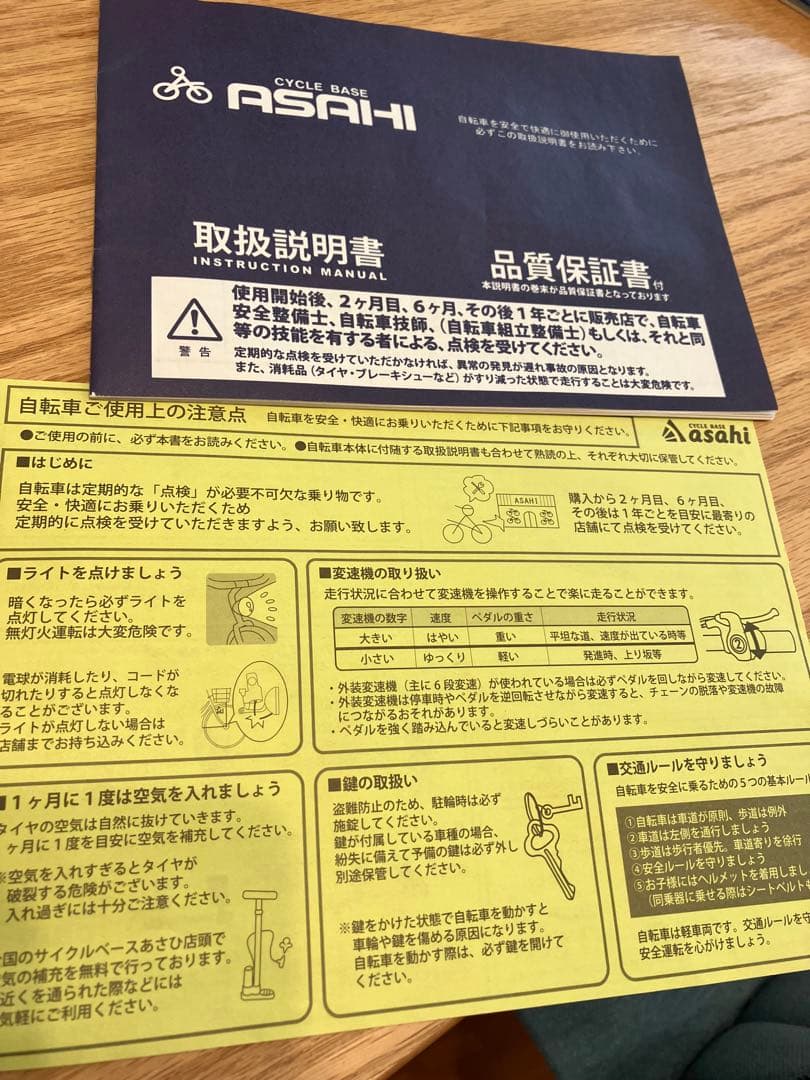 CYCLE BASE
ASAHI
自転車を安全で快適に御使用いただくために
必ずこの取扱説明書をお読み下さい。
取扱説明書
INSTRUCTION MANUAL
品質保証書付
本説明書の巻末が品質保証書となっております
警告
使用開始後、2ヶ月目、6ヶ月、その後1年ごとに販売店で、自転車
安全整備士、自転車技師、(自転車組立整備士)もしくは、それと同
等の技能を有する者による、点検を受けてください。
定期的な点検を受けていただかなければ、異常の発見が遅れ事故の原因となります。
また、消耗品(タイヤ・ブレーキシューなど)がすり減った状態で走行することは大変危険です。
自転車ご使用上の注意点 自転車を安全・快適にお乗りいただくために下記事項をお守りください。
CYCLE BASE
asahi
●ご使用の前に、必ず本書をお読みください。●自転車本体に付随する取扱説明書も合わせて熟読の上、それぞれ大切に保管してください。
■はじめに
自転車は定期的な「点検」が必要不可欠な乗り物です。
安全・快適にお乗りいただくため
定期的に点検を受けていただきますよう、お願い致します。
ASAHI
購入から2ヶ月目、6ヶ月目、
その後は1年ごとを目安に最寄りの
店舗にて点検を受けてください。
■ライトを点けましょう
暗くなったら必ずライトを
点灯してください。
無灯火運転は大変危険です。
電球が消耗したり、コードが
切れたりすると点灯しなくな
ることがございます。
ライトが点灯しない場合は
店舗までお持ち込みください。
■変速機の取り扱い
走行状況に合わせて変速機を操作することで楽に走ることができます。
変速機の数字 速度 ペダルの重さ 走行状況
大きい はやい 重い 平坦な道、速度が出ている時等
小さい ゆっくり 軽い 発進時、上り坂等
②
・外装変速機(主に6段変速)が使われている場合は必ずペダルを回しながら変速してください。
・外装変速機は停車時やペダルを逆回転させながら変速すると、チェーンの脱落や変速機の故障
につながるおそれがあります。
・ペダルを強く踏み込んでいると変速しづらいことがあります。
■1ヶ月に1度は空気を入れましょう
タイヤの空気は自然に抜けていきます。
ヶ月に1度を目安に空気を補充してください。
※空気を入れすぎるとタイヤが
破裂する危険がございます。
入れ過ぎには十分ご注意ください。
全国のサイクルベースあさひ店頭で
空気の補充を無料で行っております。
近くを通られた際などには
気軽にご利用ください。
■鍵の取扱い
盗難防止のため、駐輪時は必ず
施錠してください。
鍵が付属している車種の場合、
紛失に備えて予備の鍵は必ず外し
別途保管してください。
※鍵をかけた状態で自転車を動かすと
車輪や鍵を傷める原因になります。
自転車を動かす際は、必ず鍵を開けて
ください。
■交通ルールを守りましょう
自転車を安全に乗るための5つの基本ルール
①自転車は車道が原則、歩道は例外
②車道は左側を通行しましょう
③歩道は歩行者優先。車道寄りを徐行
④安全ルールを守りましょう
⑤お子様にはヘルメットを着用しまし
(同乗器に乗せる際はシートベルトも
自転車は軽車両です。交通ルールを守
安全運転を心がけましょう。